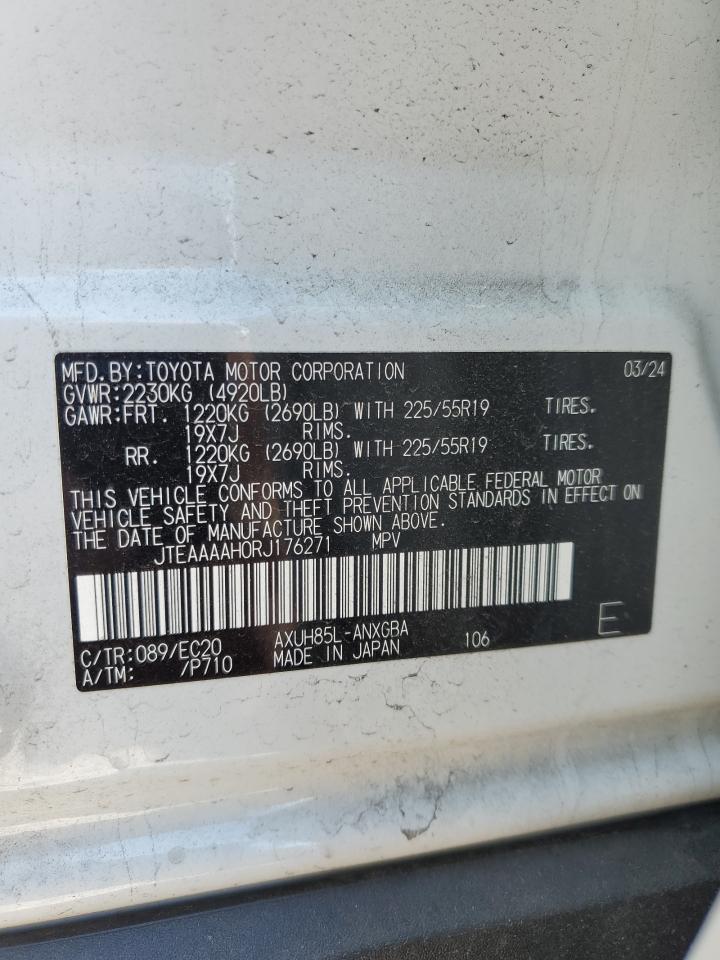 MFD.BY:TOYOTA MOTOR CORPORATION 03/24
GVWR:2230KG (4920LB)
GAWR:FRT. 1220KG (2690LB) WITH 225/55R19 TIRES.
19X7J RIMS.
RR. 1220KG (2690LB) WITH 225/55R19 TIRES.
19X7J RIMS.
THIS VEHICLE CONFORMS TO ALL APPLICABLE FEDERAL MOTOR
VEHICLE SAFETY AND THEFT PREVENTION STANDARDS IN EFFECT ON
THE DATE OF MANUFACTURE SHOWN ABOVE.
JTEAAAAH0RJ176271 MPV
C/TR:089/EC20 AXUH85L-ANXGBA 106 E
A/TM: /P710 MADE IN JAPAN